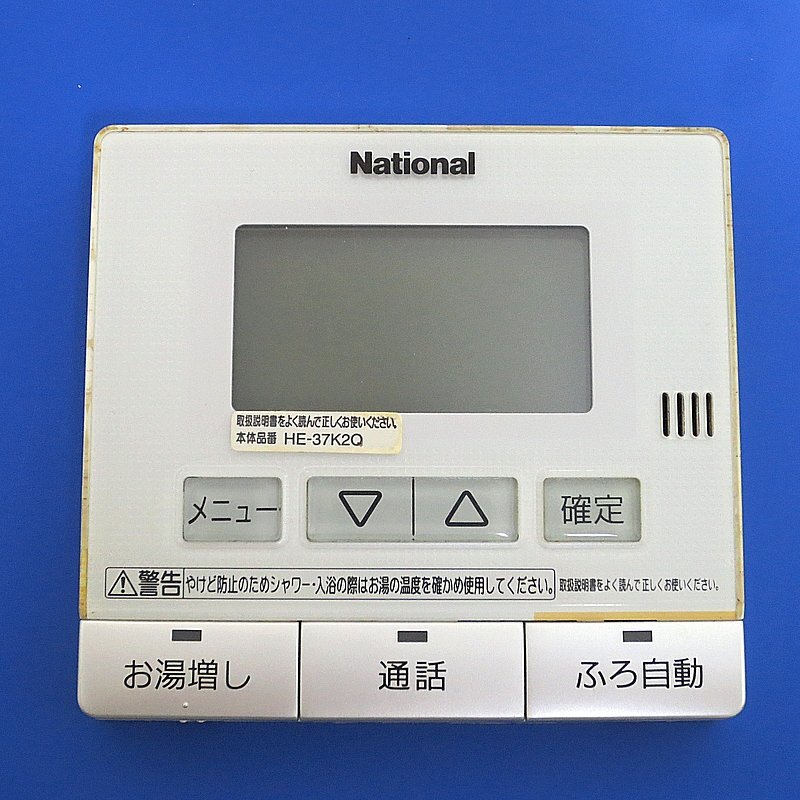 National
取扱説明書をよく読んで正しくお使いください。
本体品番 HE-37K2Q
メニュー ▽ △ 確定
⚠警告 やけど防止のためシャワー・入浴の際はお湯の温度を確かめ使用してください。 取扱説明書をよく読んで正しくお使いください。
お湯増し 通話 ふろ自動